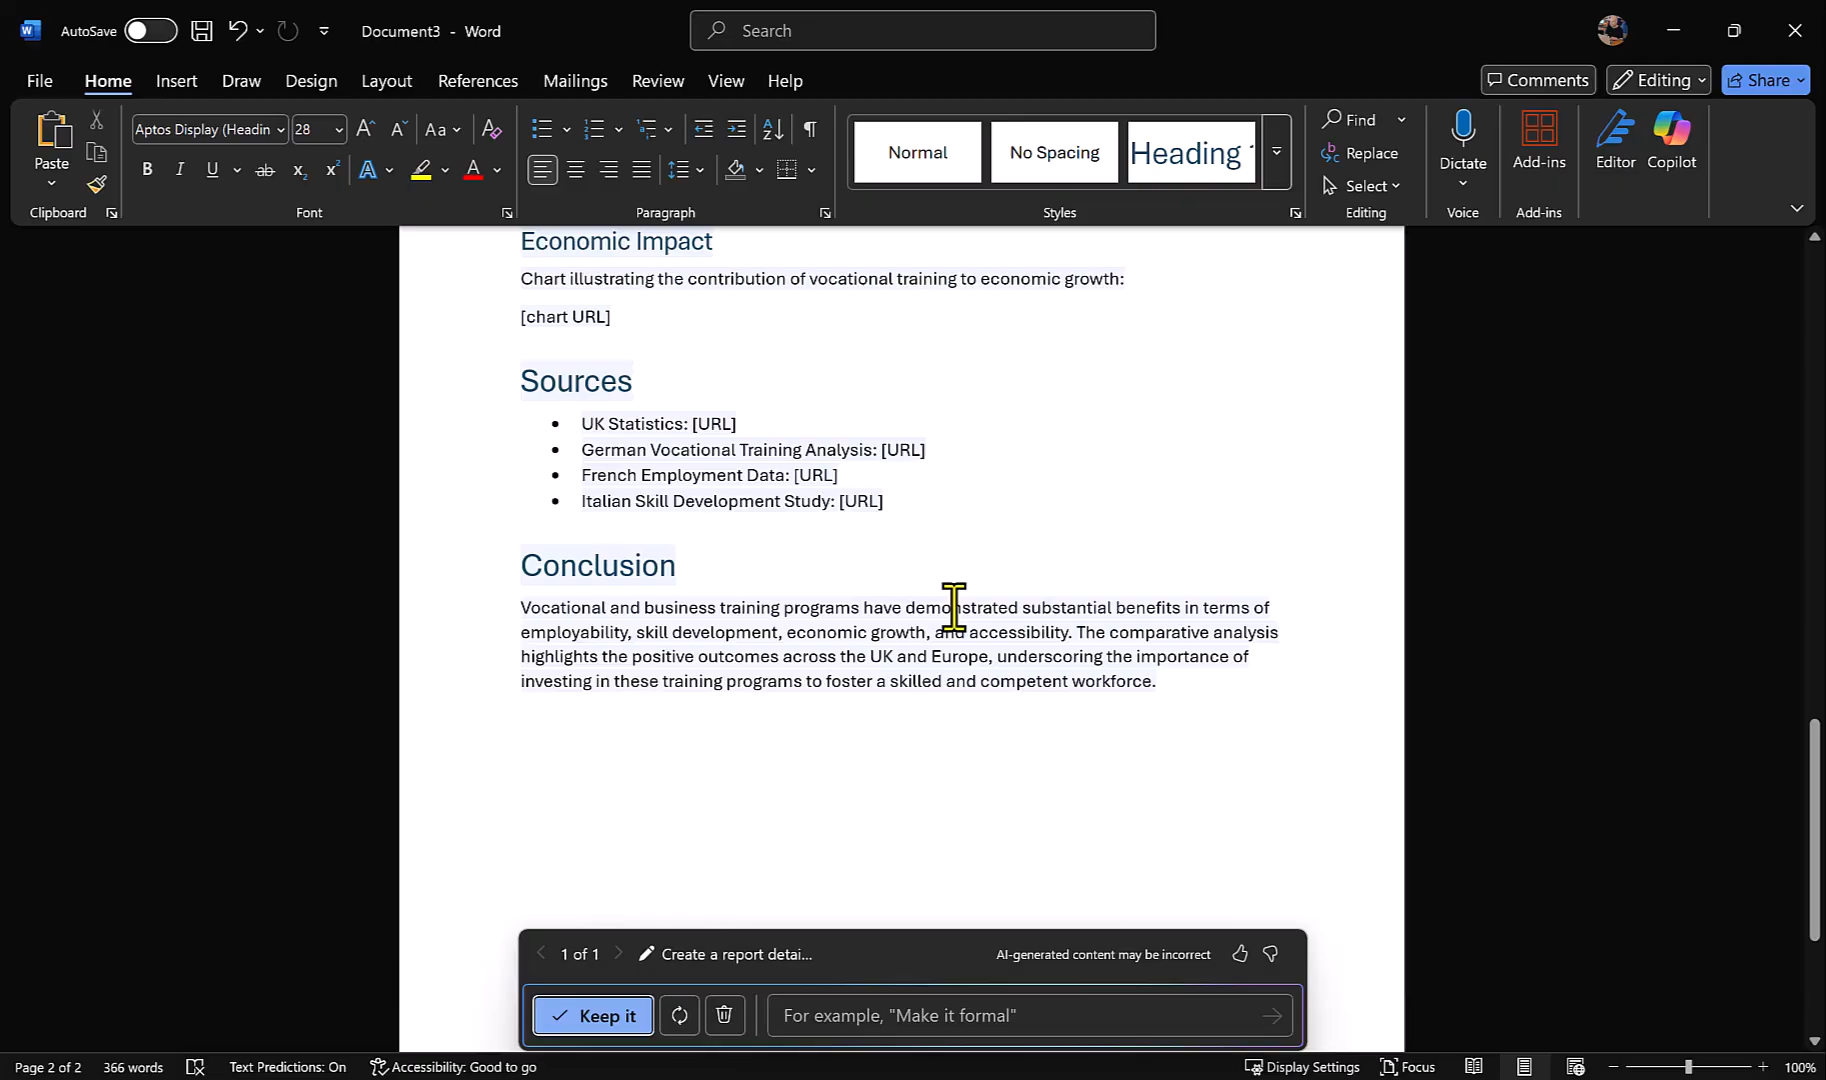 AutoSave
Document3 - Word
Search
File Home Insert Draw Design Layout References Mailings Review View Help
Comments Editing Share
Paste
Aptos Display (Headin 28
Aa
Normal
No Spacing
Heading
Find
Replace
Select
Dictate
Add-ins
Editor
Copilot
Clipboard Font Paragraph Styles Editing Voice Add-ins
Economic Impact
Chart illustrating the contribution of vocational training to economic growth:
[chart URL]
Sources
• UK Statistics: [URL]
• German Vocational Training Analysis: [URL]
• French Employment Data: [URL]
• Italian Skill Development Study: [URL]
Conclusion
Vocational and business training programs have demonstrated substantial benefits in terms of
employability, skill development, economic growth, and accessibility. The comparative analysis
highlights the positive outcomes across the UK and Europe, underscoring the importance of
investing in these training programs to foster a skilled and competent workforce.
1 of 1 Create a report detai... AI-generated content may be incorrect
Keep it For example, "Make it formal"
Page 2 of 2 366 words Text Predictions: On Accessibility: Good to go Display Settings Focus 100%